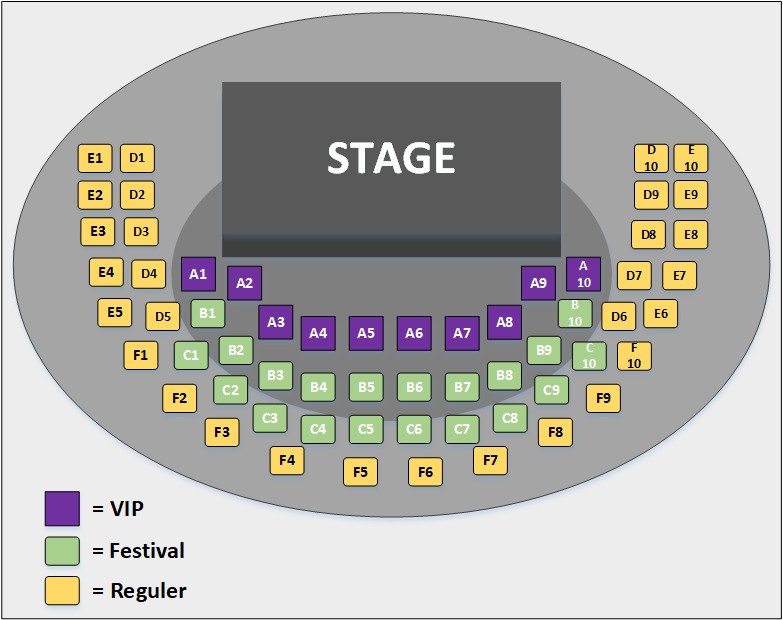 STAGE
E1 D1 D 10 E 10
E2 D2 D9 E9
E3 D3 D8 E8
E4 D4 A1 A2 A9 A 10 D7 E7
E5 D5 B1 A3 A4 A5 A6 A7 A8 B 10 D6 E6
F1 C1 B2 B9 C 10 F 10
F2 C2 B3 B4 B5 B6 B7 B8 C9 F9
F3 C3 C4 C5 C6 C7 C8 F8
F4 F5 F6 F7
= VIP
= Festival
= Reguler